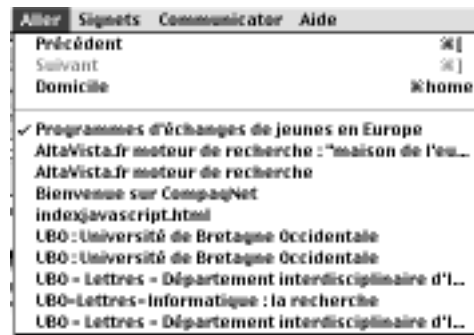 Aller Signets Communicator Aide
Précédent ⌘[
Suivant ⌘]
Domicile ⌘home
✓ Programmes d'échanges de jeunes en Europe
AltaVista.fr moteur de recherche : "maison de l'eu...
AltaVista.fr moteur de recherche
Bienvenue sur CompaqNet
indexjavascript.html
UBO : Université de Bretagne Occidentale
UBO : Université de Bretagne Occidentale
UBO - Lettres - Département interdisciplinaire d'I...
UBO-Lettres-Informatique : la recherche
UBO - Lettres - Département interdisciplinaire d'I...